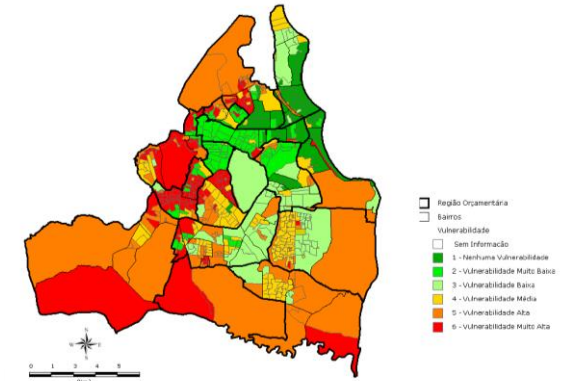 Região Orçamentária
Bairros
Vulnerabilidade
Sem Informacão
1 - Nenhuma Vulnerabilidade
2 - Vulnerabilidade Muito Baixa
3 - Vulnerabilidade Baixa
4 - Vulnerabilidade Média
5 - Vulnerabilidade Alta
6 - Vulnerabilidade Muito Alta
N
W
E
S
0 1 2 3 4 5